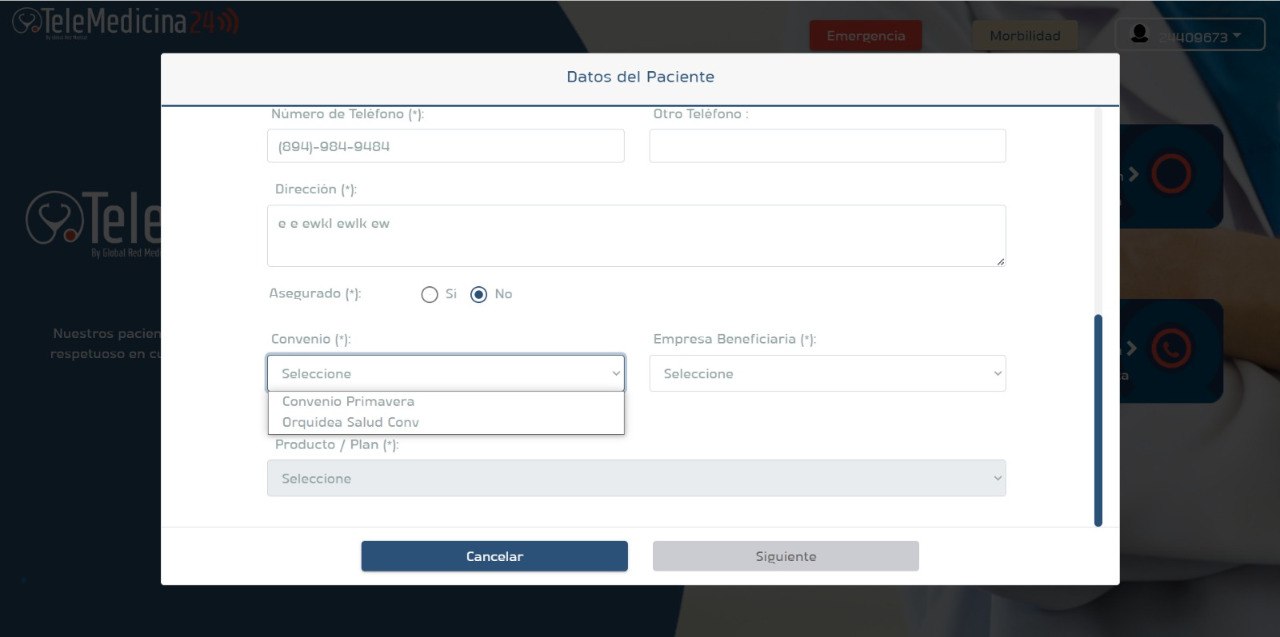 TeleMedicina24
By Global Red Medical
Emergencia
Morbilidad
24409673
Datos del Paciente
Número de Teléfono (*):
Otro Teléfono :
(894)-984-9484
Dirección (*):
e e ewkl ewlk ew
Asegurado (*):
Si
No
Convenio (*):
Empresa Beneficiaria (*):
Seleccione
Seleccione
Convenio Primavera
Orquidea Salud Conv
Producto / Plan (*):
Seleccione
Cancelar
Siguiente
Tele
By Global Red Medi
Nuestros pacien
respetuoso en cu